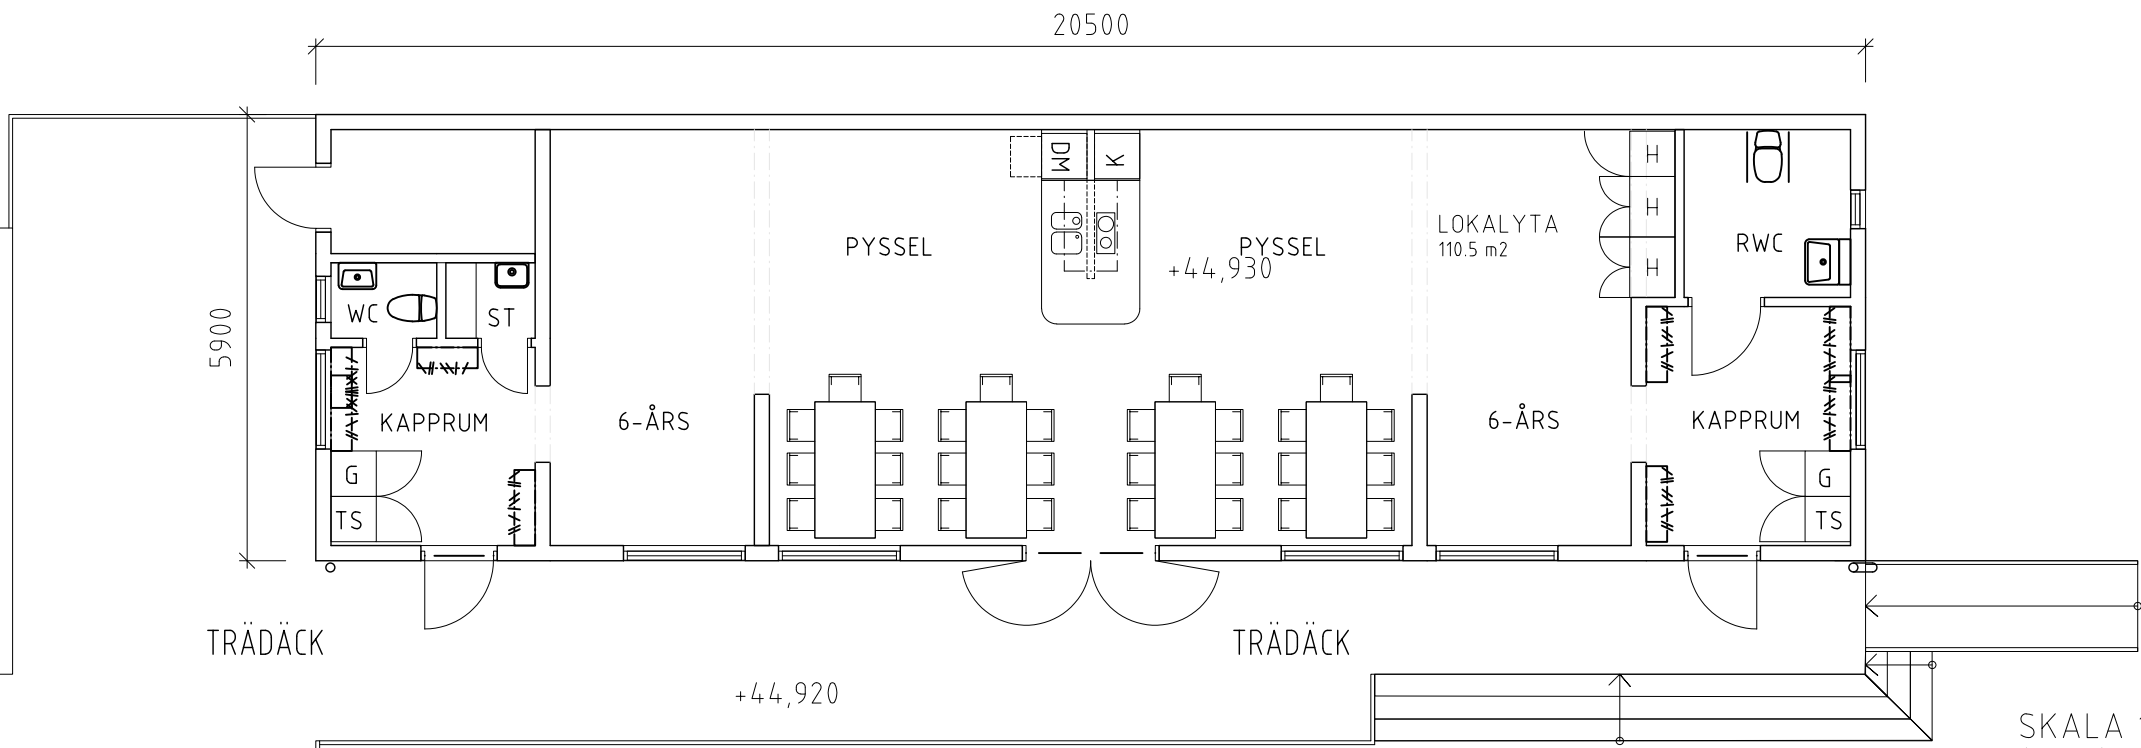 20500
DM
K
H
H
H
LOKALYTA
110.5 m2
PYSSEL
PYSSEL
+44,930
RWC
WC
ST
5900
KAPPRUM
6-ÅRS
6-ÅRS
KAPPRUM
G
TS
G
TS
TRÄDÄCK
TRÄDÄCK
+44,920
SKALA